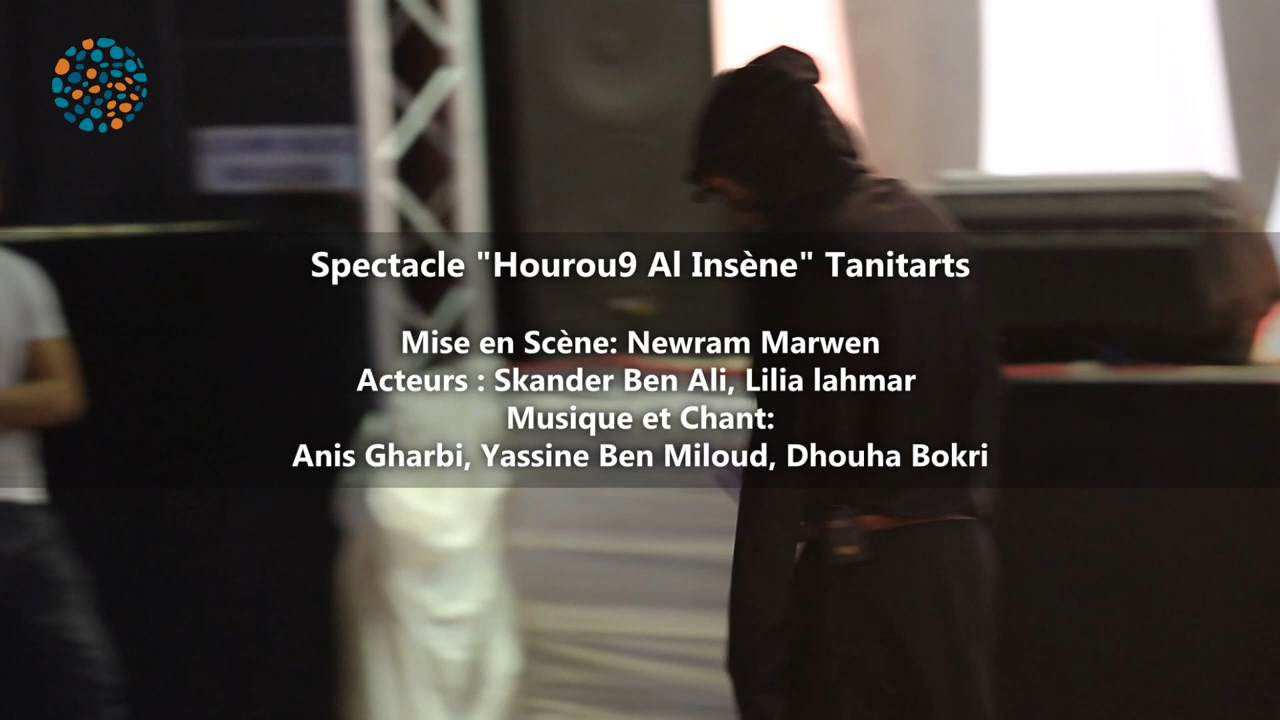 Spectacle "Hourou9 Al Insène" Tanitarts
Mise en Scène: Newram Marwen
Acteurs : Skander Ben Ali, Lilia lahmar
Musique et Chant:
Anis Gharbi, Yassine Ben Miloud, Dhouha Bokri